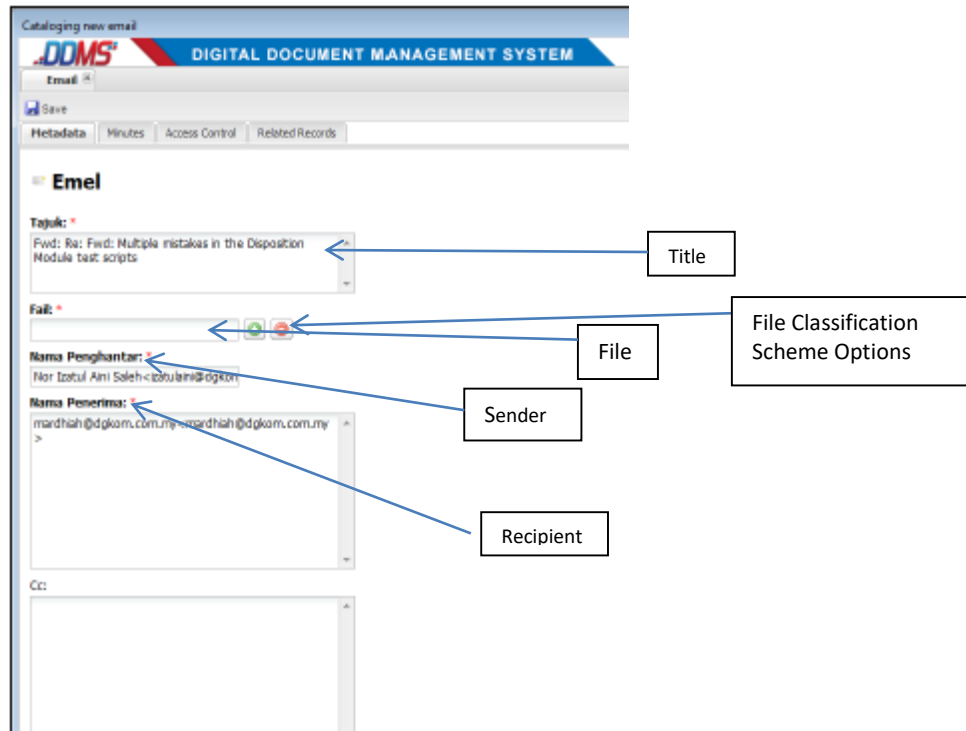 Cataloging new email
DDMS
DIGITAL DOCUMENT MANAGEMENT SYSTEM
Email
Save
Metadata Minutes Access Control Related Records
Emel
Tajuk: *
Fwd: Re: Fwd: Multiple mistakes in the Disposition
Module test scripts
Title
Fail: *
File Classification
Scheme Options
File
Nama Penghantar: *
Nor Izatul Aini Saleh<izatulaini@dgkom
Sender
Nama Penerima: *
mardhiah@dgkom.com.my<mardhiah@dgkom.com.my
>
Recipient
Cc: